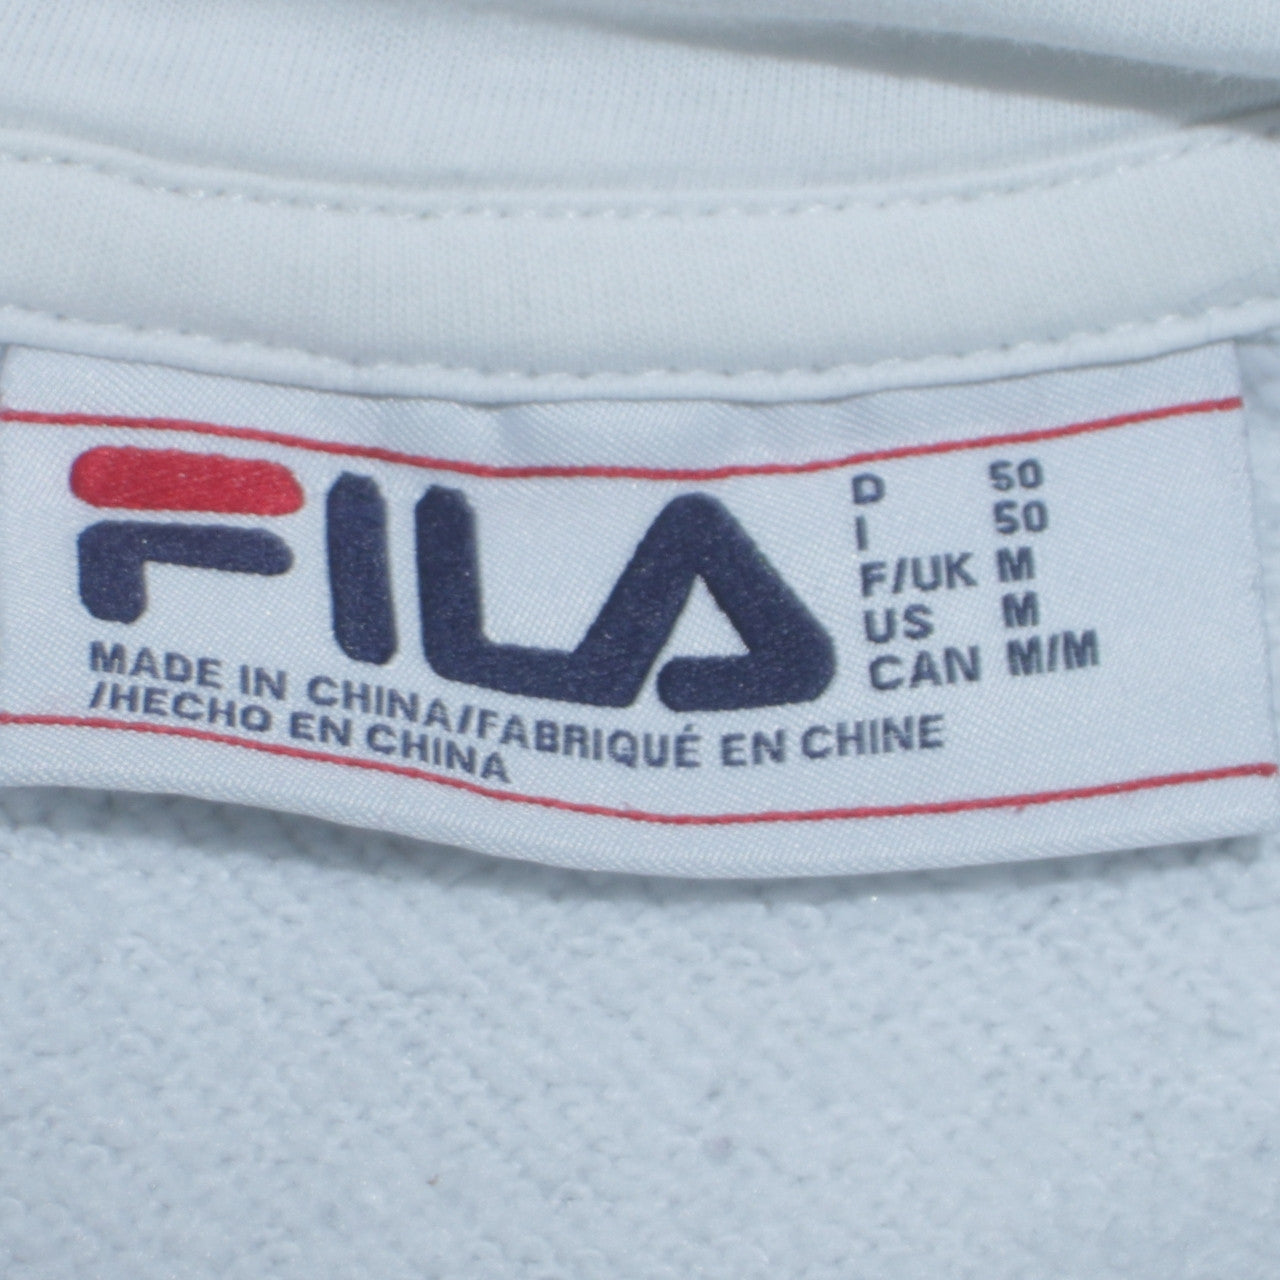 FILA
D 50
I 50
F/UK M
US M
CAN M/M
MADE IN CHINA/FABRIQUÉ EN CHINE
/HECHO EN CHINA